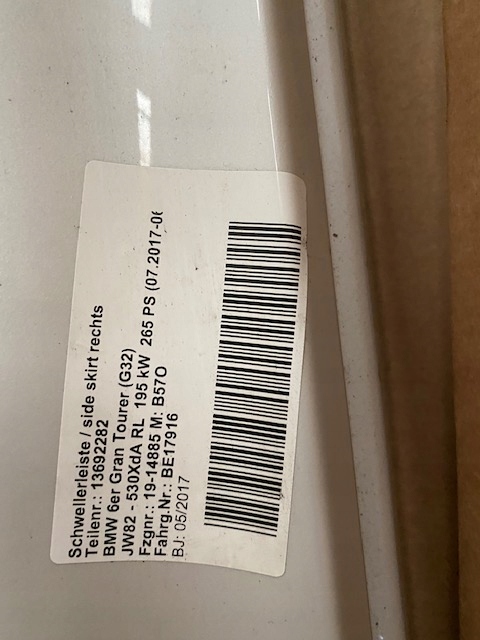 Schwellerleiste / side skirt rechts
Teilenr.: 13692282
BMW 6er Gran Tourer (G32)
JW82 - 530XdA RL 195 kW 265 PS (07.2017-06
Fzgnr.: 19-14885 M: B57O
Fahrg.Nr.: BE17916
BJ: 05/2017